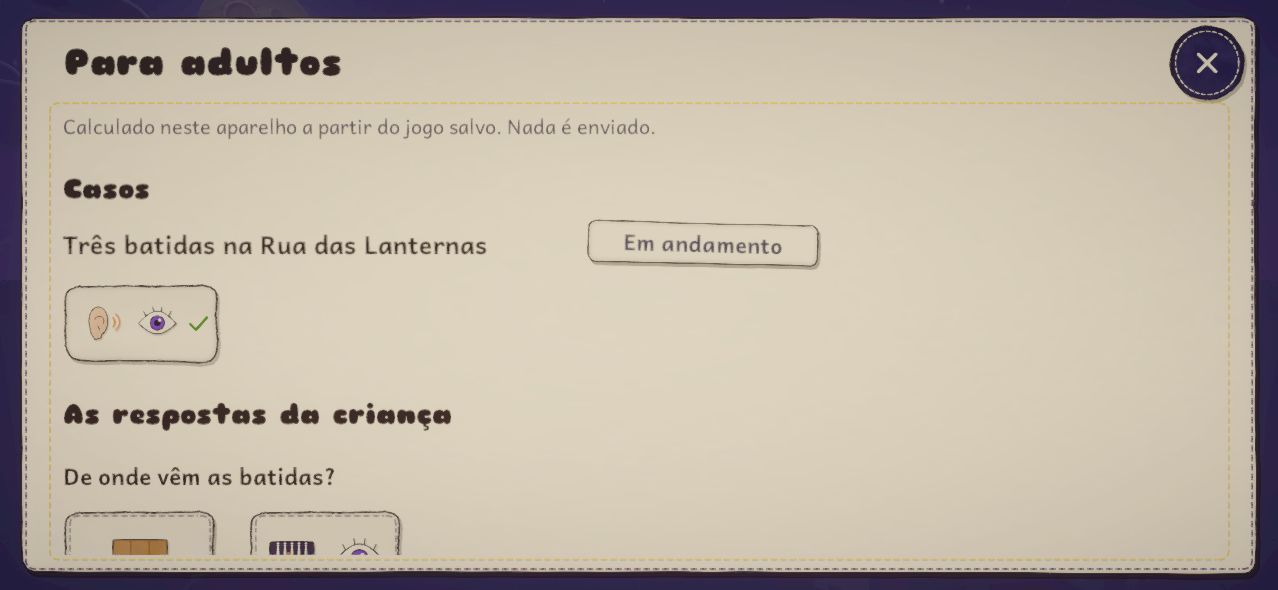 Para adultos
Calculado neste aparelho a partir do jogo salvo. Nada é enviado.
Casos
Três batidas na Rua das Lanternas
Em andamento
As respostas da criança
De onde vêm as batidas?